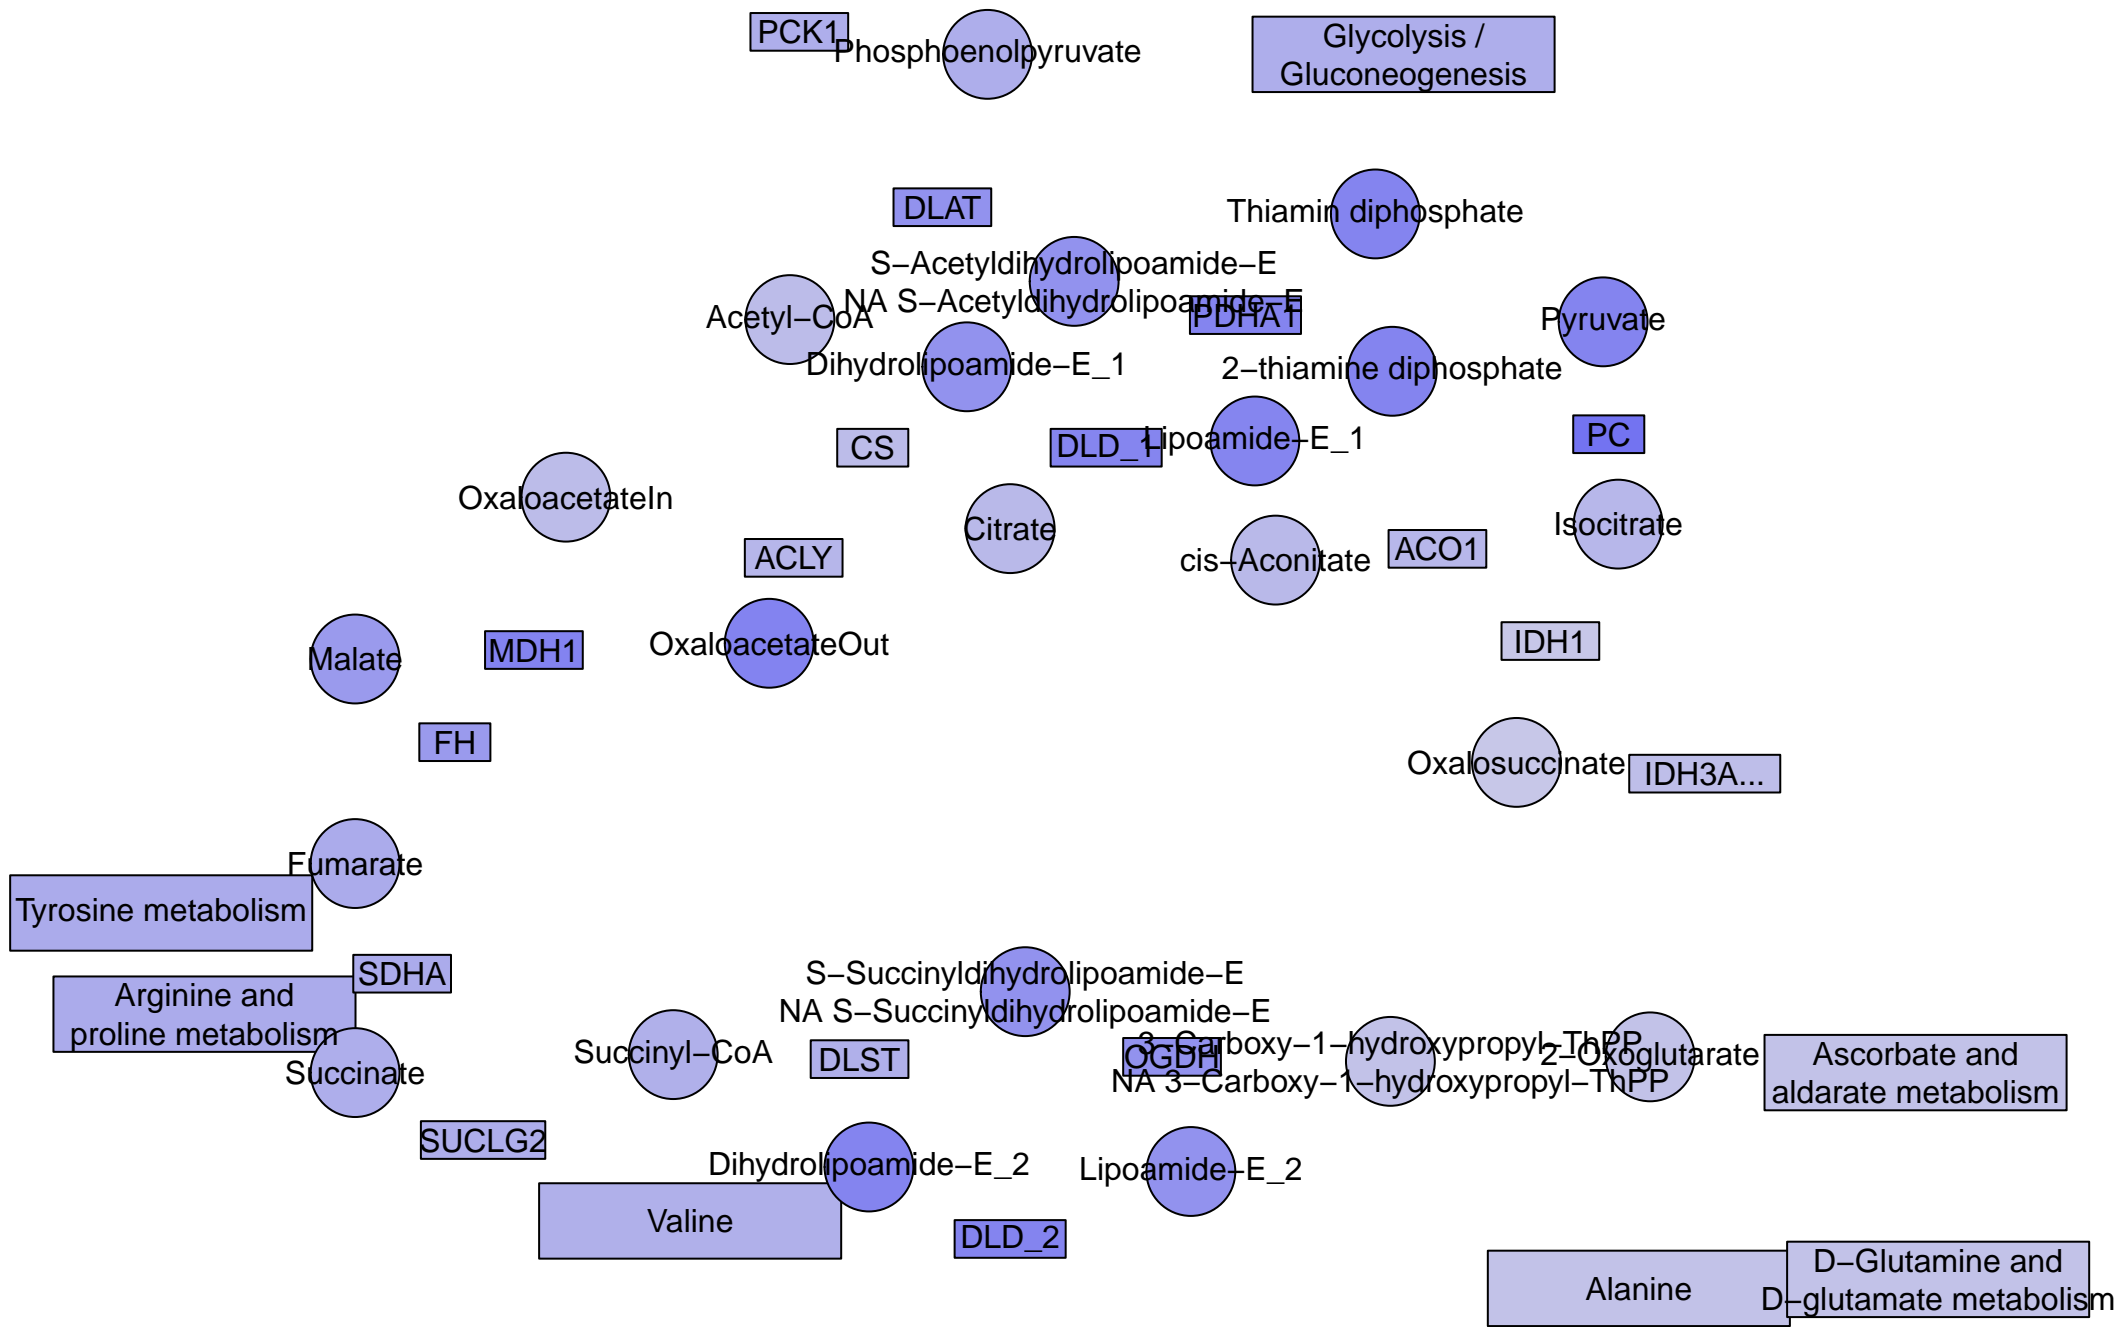 PCK1
Phosphoenolpyruvate
Glycolysis /
Gluconeogenesis
DLAT
Thiamin diphosphate
S−Acetyldihydrolipoamide−E
NA S−Acetyldihydrolipoamide−E
Acetyl−CoA
PDHA1
Pyruvate
Dihydrolipoamide−E_1
2−thiamine diphosphate
CS
DLD_1
Lipoamide−E_1
PC
OxaloacetateIn
Citrate
Isocitrate
ACLY
cis−Aconitate
ACO1
Malate
MDH1
OxaloacetateOut
IDH1
FH
Oxalosuccinate
IDH3A...
Fumarate
Tyrosine metabolism
SDHA
Arginine and
proline metabolism
S−Succinyldihydrolipoamide−E
NA S−Succinyldihydrolipoamide−E
Succinate
Succinyl−CoA
DLST
OGDH
3−Carboxy−1−hydroxypropyl−ThPP
NA 3−Carboxy−1−hydroxypropyl−ThPP
2−Oxoglutarate
Ascorbate and
aldarate metabolism
SUCLG2
Dihydrolipoamide−E_2
Lipoamide−E_2
Valine
DLD_2
Alanine
D−Glutamine and
D−glutamate metabolism